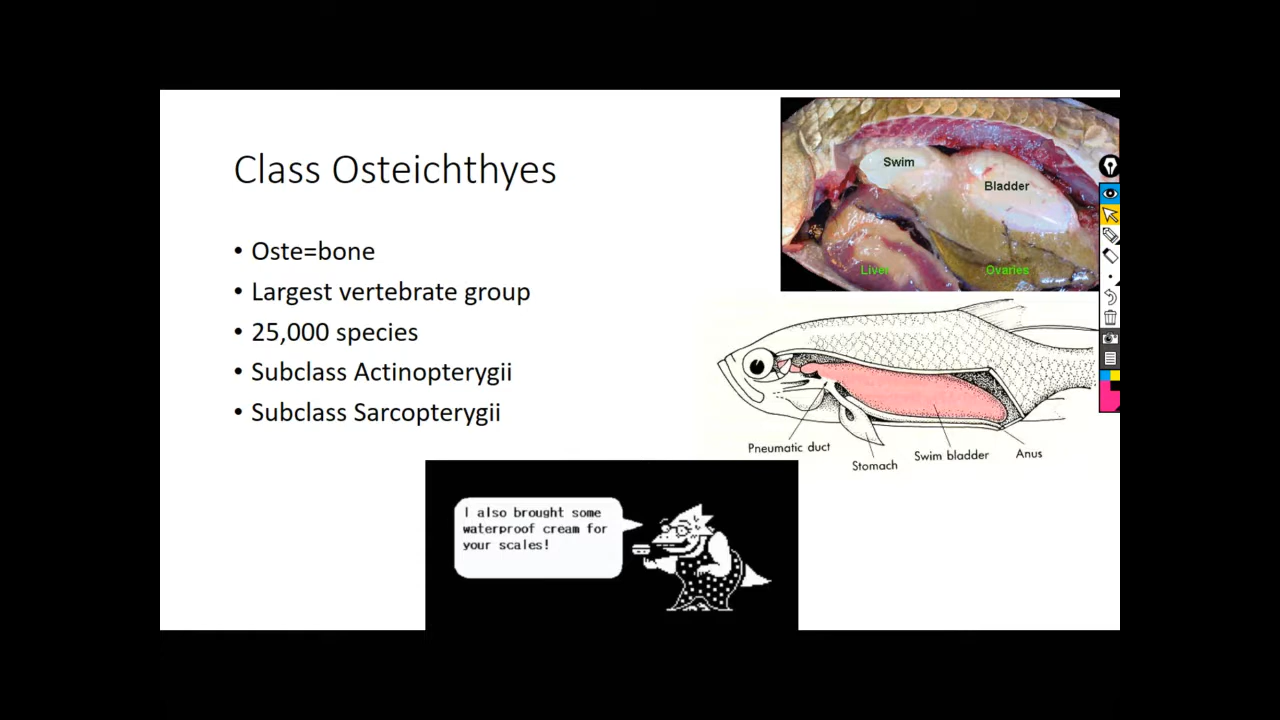 Class Osteichthyes
• Oste=bone
• Largest vertebrate group
• 25,000 species
• Subclass Actinopterygii
• Subclass Sarcopterygii
Swim
Bladder
Liver
Ovaries
Pneumatic duct
Stomach
Swim bladder
Anus
I also brought some
waterproof cream for
your scales!